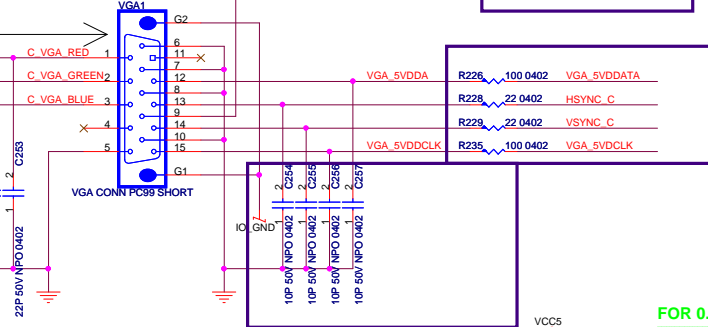 VGA1
G2
C_VGA_RED 1 6
11
7
C_VGA_GREEN 2 12 VGA_5VDDA R226 100 0402 VGA_5VDDATA
8
C_VGA_BLUE 3 13 R228 22 0402 HSYNC_C
9
4 14 R229 22 0402 VSYNC_C
10
5 15 VGA_5VDDCLK R235 100 0402 VGA_5VDCLK
G1
VGA CONN PC99 SHORT
C253
2
1
22P 50V NPO 0402
IO_GND
C254
2
1
10P 50V NPO 0402
C255
2
1
10P 50V NPO 0402
C256
2
1
10P 50V NPO 0402
C257
2
1
10P 50V NPO 0402
VCC5
FOR 0.